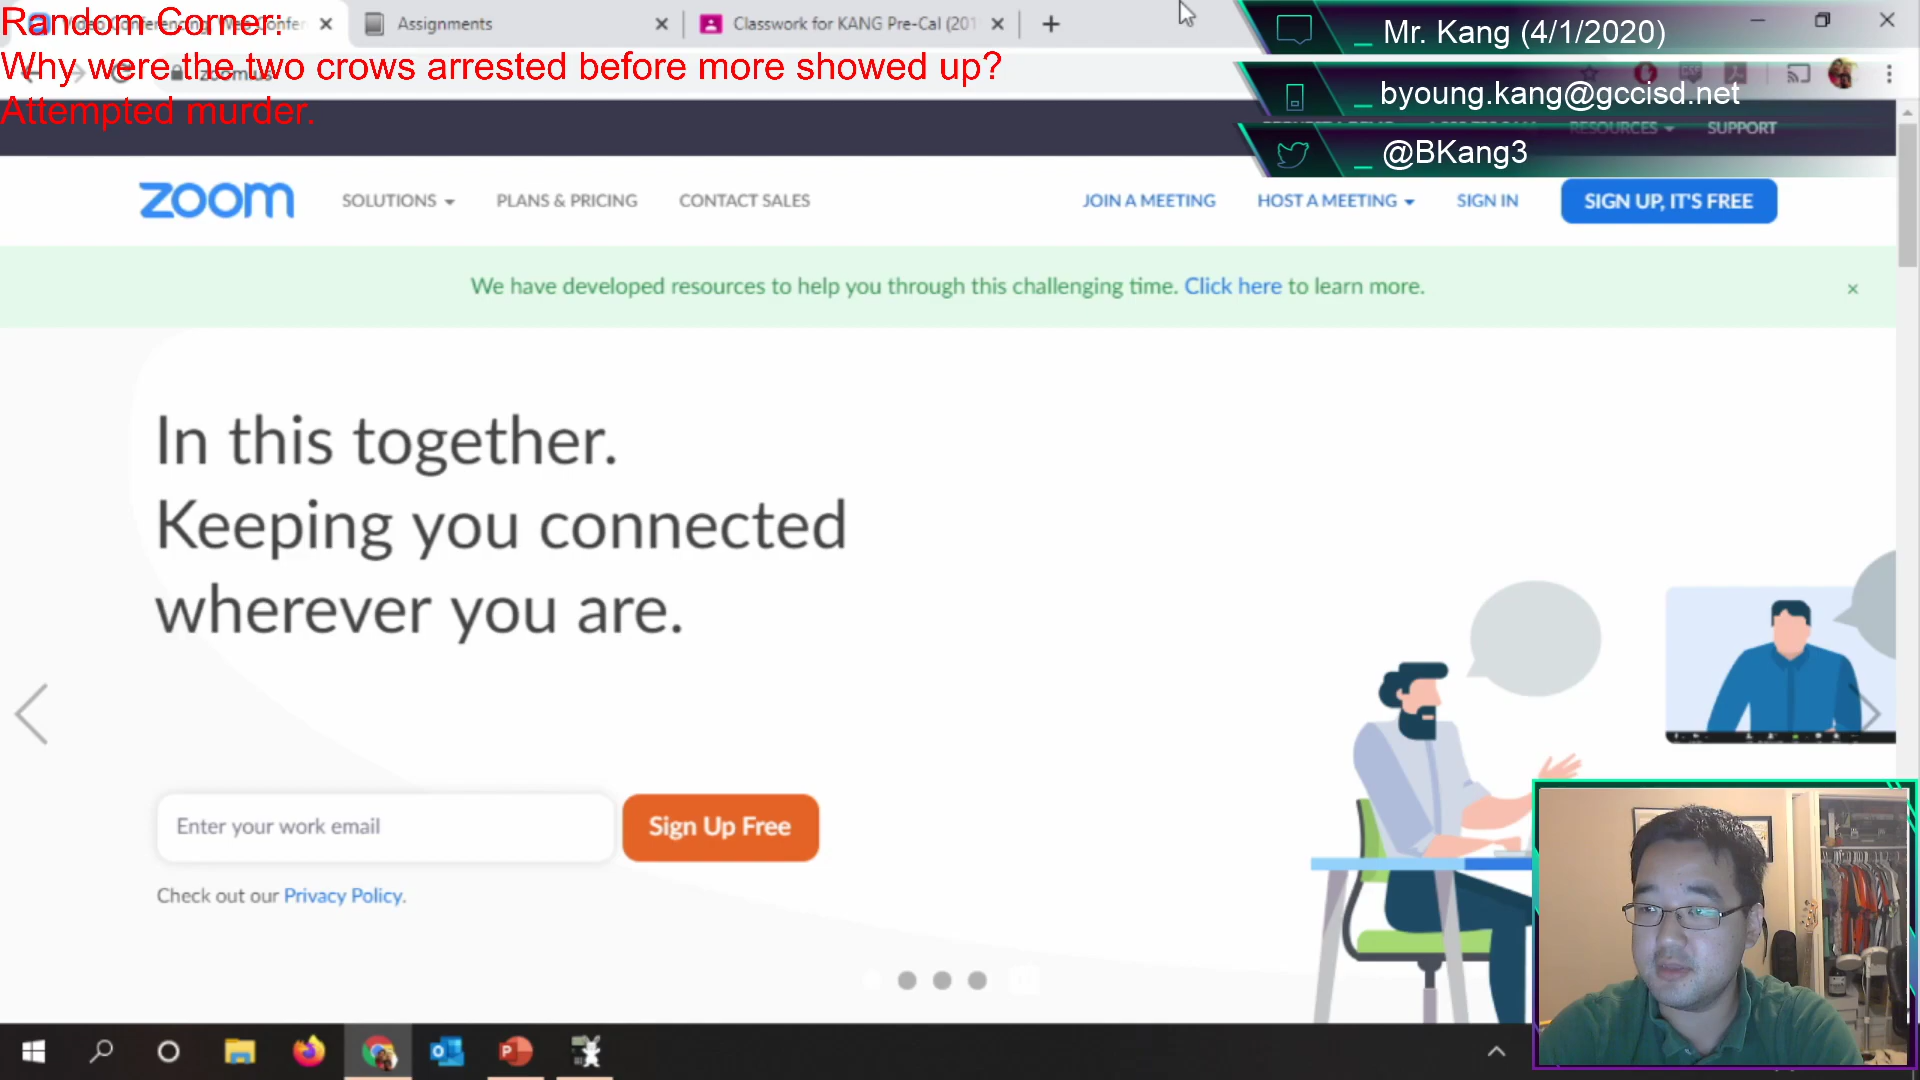 Random Corner:
Why were the two crows arrested before more showed up?
Attempted murder.
Assignments
Classwork for KANG Pre-Cal (201
Mr. Kang (4/1/2020)
byoung.kang@gccisd.net
@BKang3
RESOURCES
SUPPORT
zoom
SOLUTIONS
PLANS & PRICING
CONTACT SALES
JOIN A MEETING
HOST A MEETING
SIGN IN
SIGN UP, IT'S FREE
We have developed resources to help you through this challenging time. Click here to learn more.
In this together.
Keeping you connected
wherever you are.
Enter your work email
Sign Up Free
Check out our Privacy Policy.